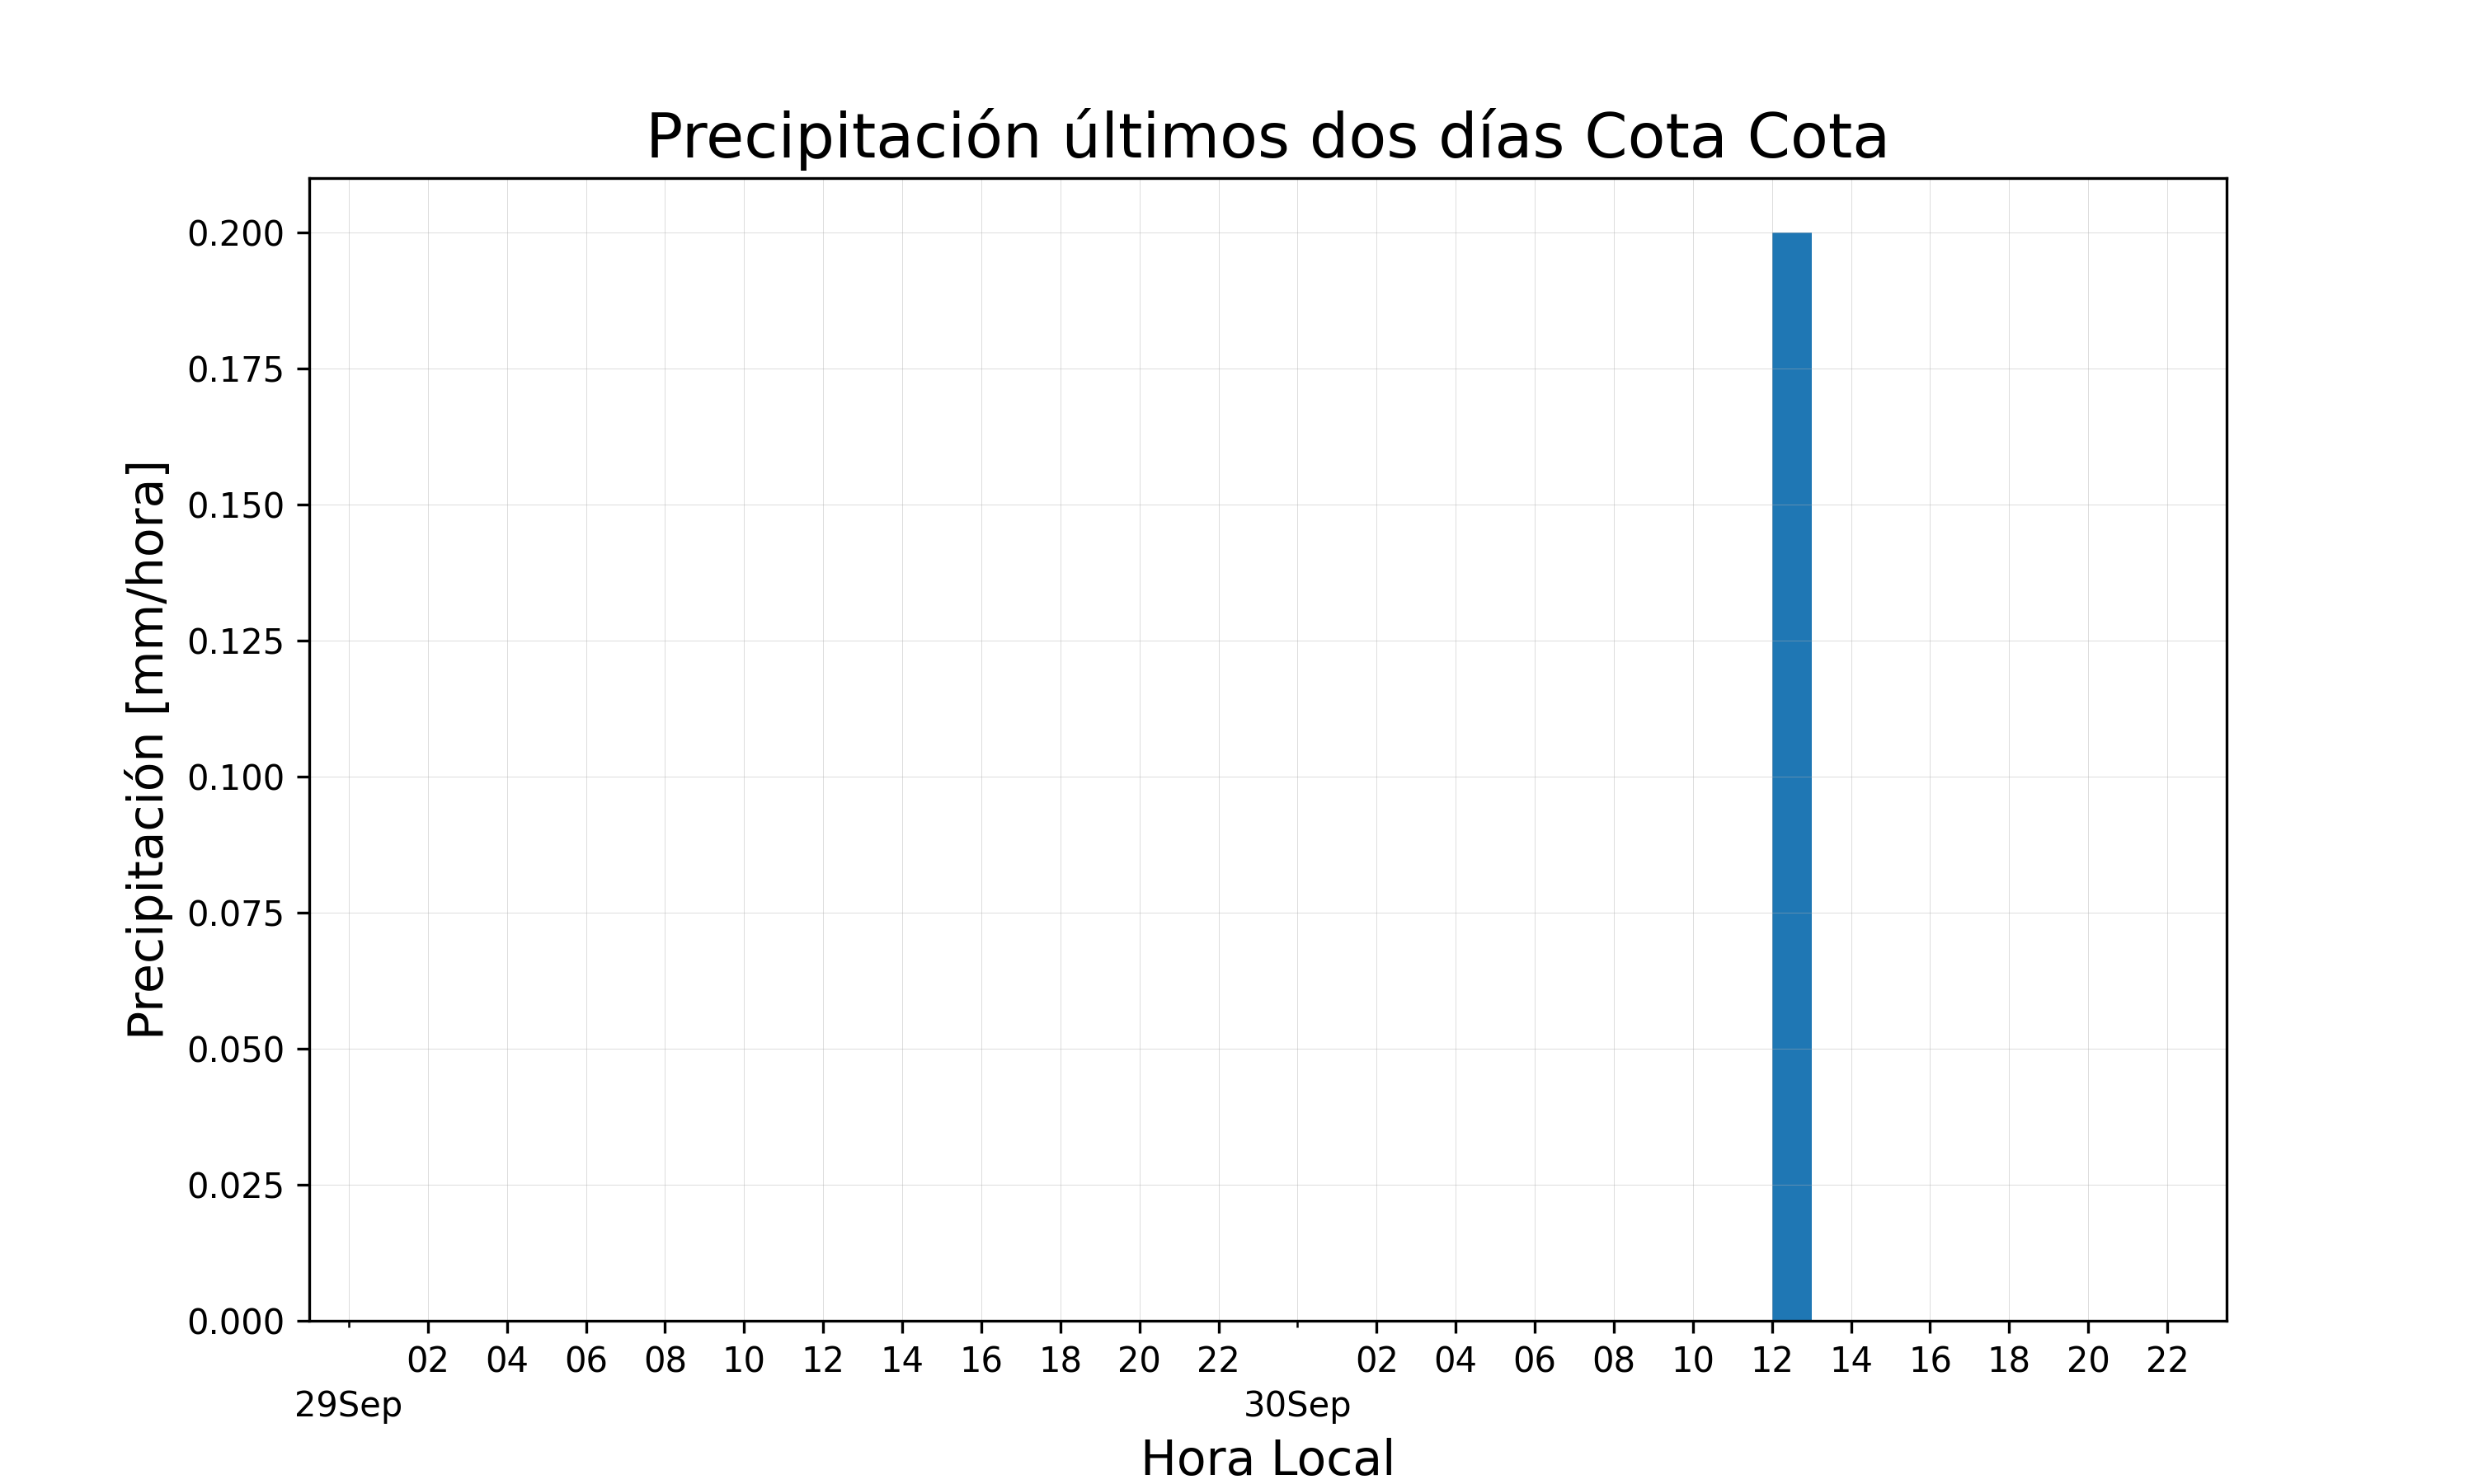 Precipitación últimos dos días Cota Cota
Precipitación [mm/hora]
0.200
0.175
0.150
0.125
0.100
0.075
0.050
0.025
0.000
02 04 06 08 10 12 14 16 18 20 22 02 04 06 08 10 12 14 16 18 20 22
29Sep 30Sep
Hora Local